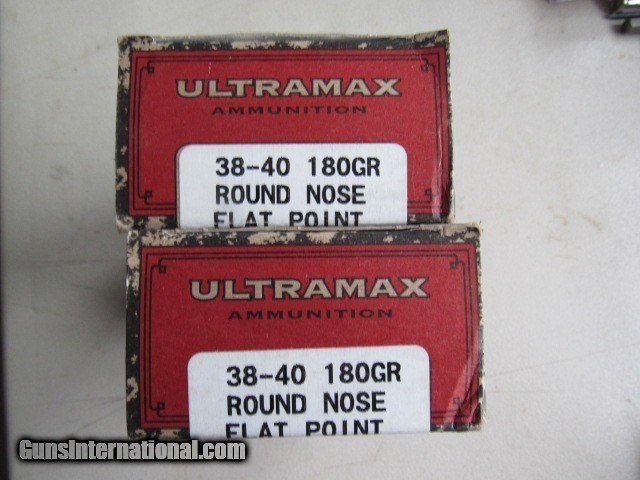 ULTRAMAX
AMMUNITION
38-40 180GR
ROUND NOSE
FLAT POINT
ULTRAMAX
AMMUNITION
38-40 180GR
ROUND NOSE
FLAT POINT
GunsInternational.com